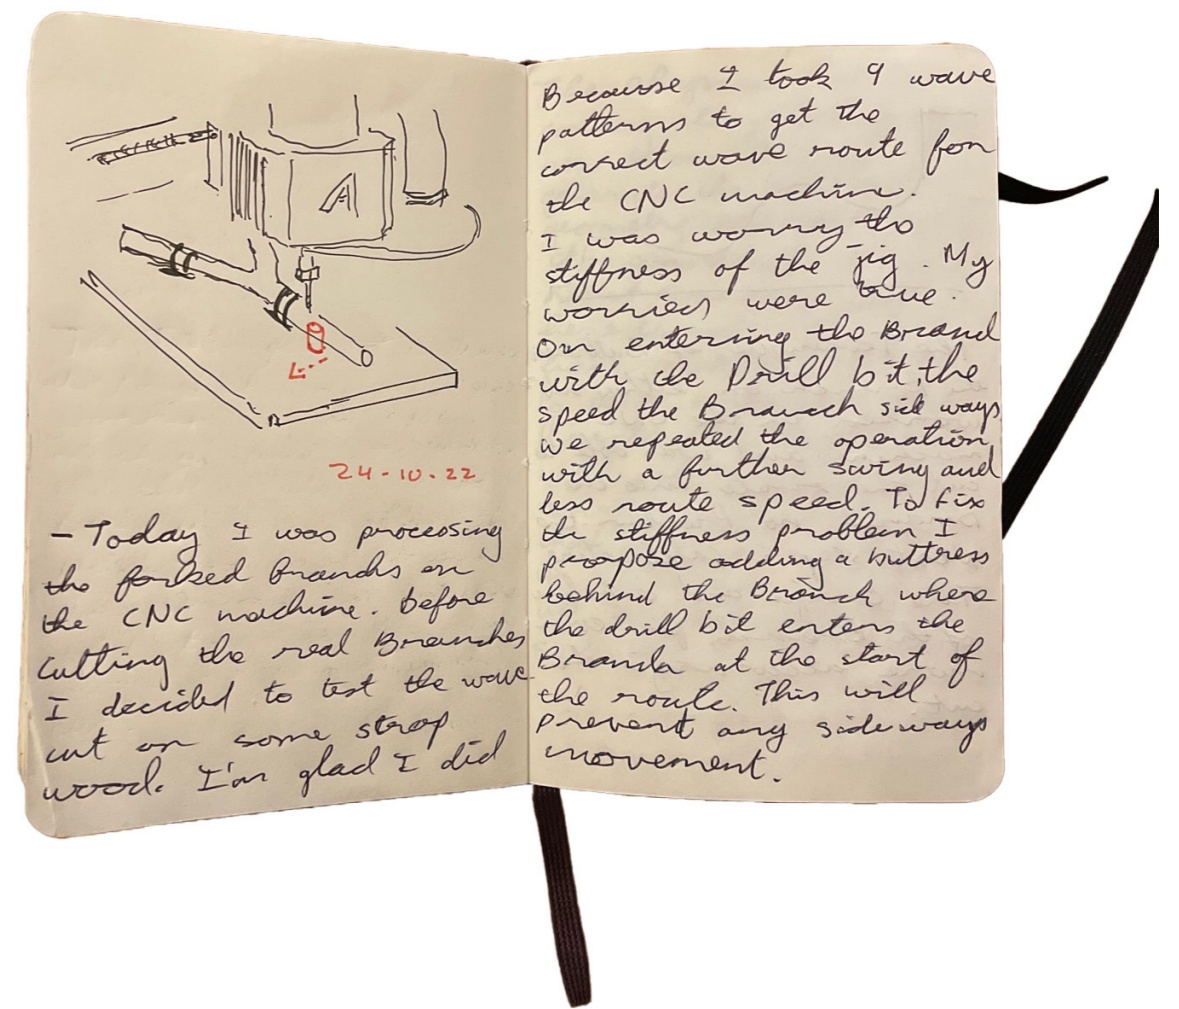 A
24-10-22
- Today I was processing
the forked Branchs on
the CNC machine. before
cutting the real Branches
I decided to test the wave
cut on some strap
wood. I'm glad I did
Because I took 9 wave
patterns to get the
correct wave route for
the CNC machine.
I was worry the
stiffness of the jig. My
worries were true.
On entering the Brand
with the Drill bit, the
speed the Branach side ways
we repeated the operation
with a further swing and
less route speed. To fix
the stiffness problem I
propose adding a buttress
behind the Branch where
the drill bit enters the
at the start of
the route. This will
prevent any sideways
movement.